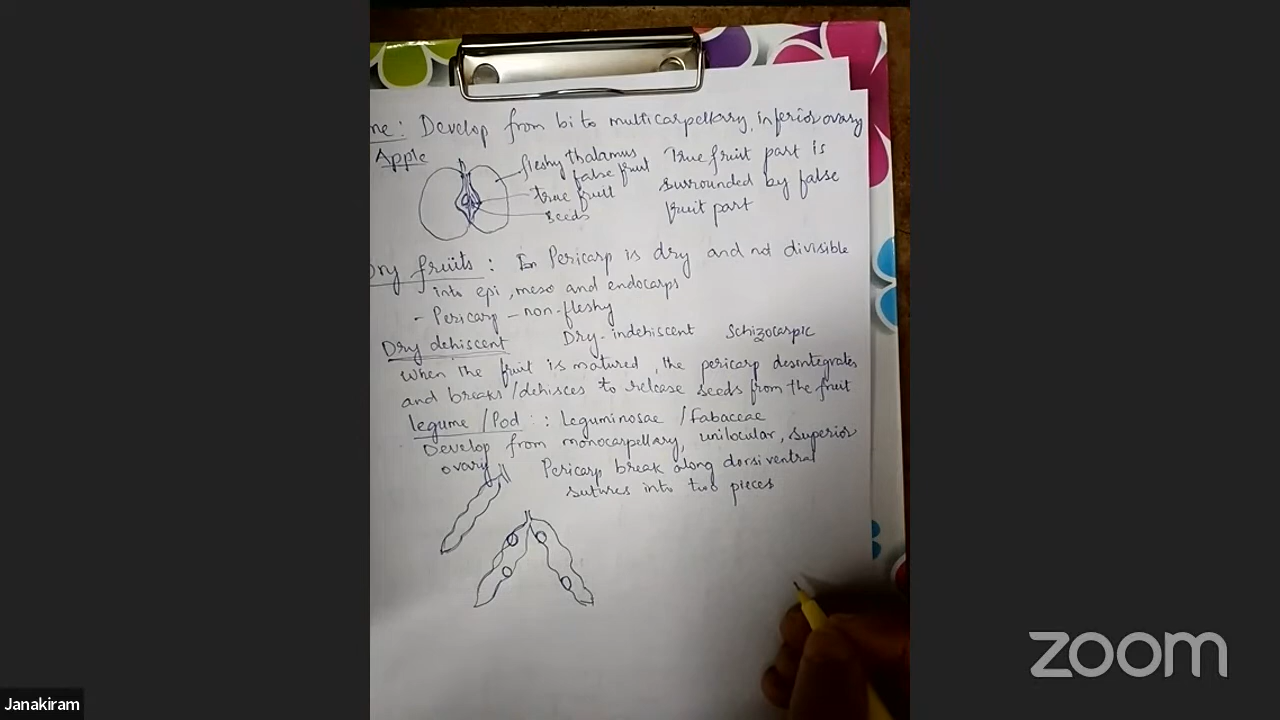 ne: Develop from bi to multicarpellary, inferior ovary
Apple
fleshy thalamus
false fruit
true fruit
seeds
True fruit part is
surrounded by false
fruit part
Dry fruits : In Pericarp is dry and not divisible
into epi, meso and endocarps
- Pericarp - non-fleshy
Dry dehiscent Dry-indehiscent Schizocarpic
When the fruit is matured, the pericarp desintegrates
and breaks/dehisces to release seeds from the fruit
legume/Pod : Leguminosae/Fabaceae
Develop from monocarpellary, unilocular, superior
ovary
Pericarp break along dorsiventral
sutures into two pieces
zoom
Janakiram